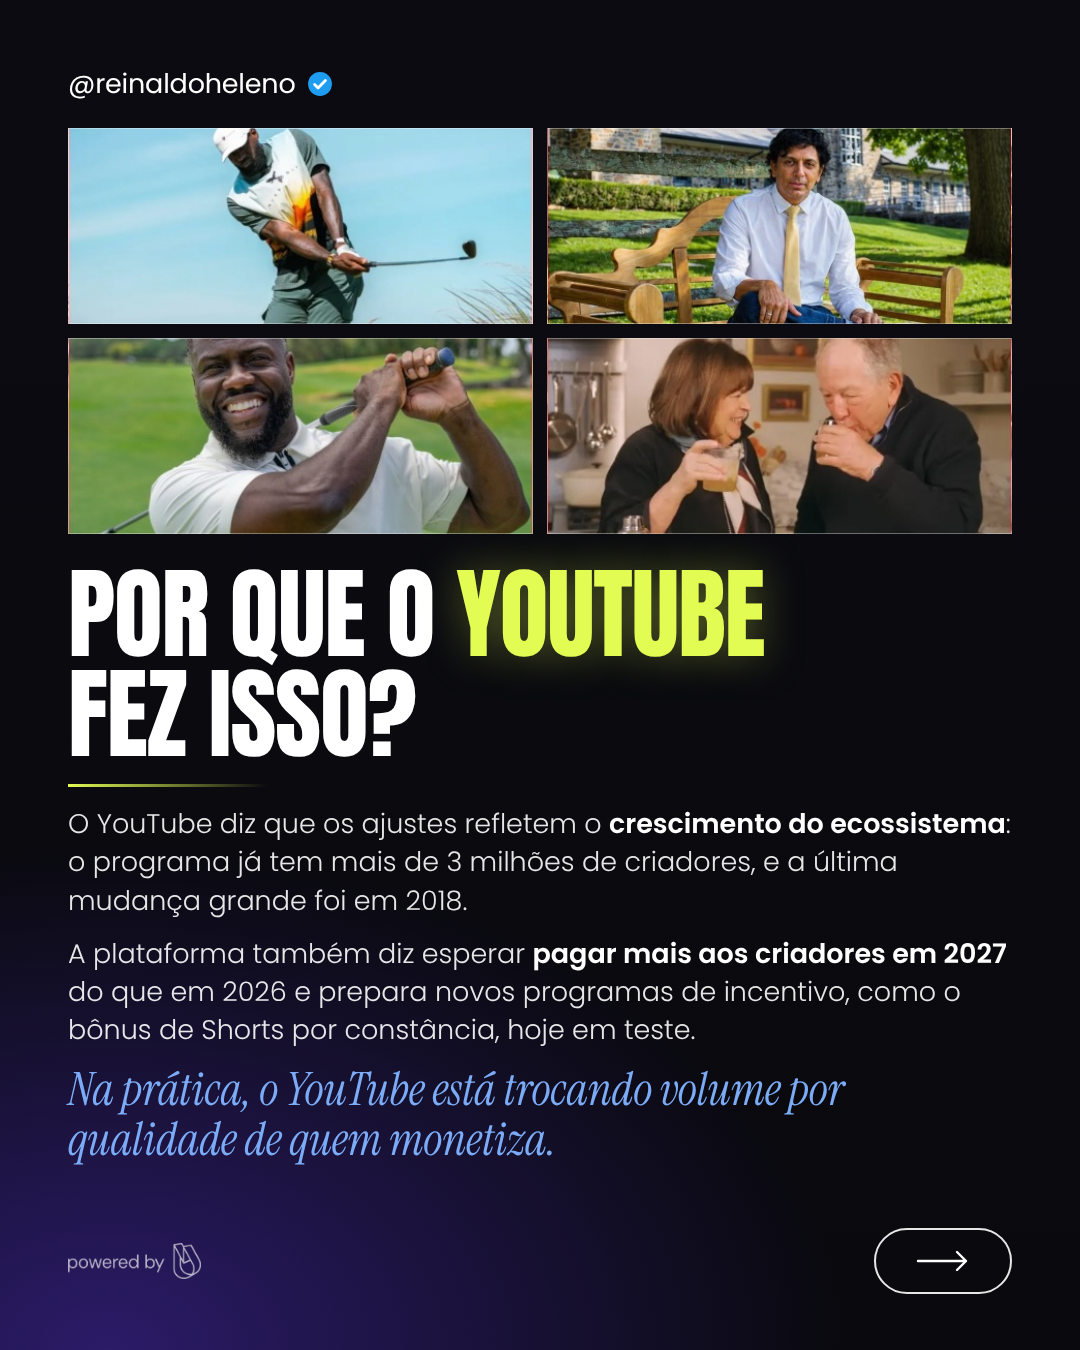 @reinaldoheleno
POR QUE O YOUTUBE
FEZ ISSO?
O YouTube diz que os ajustes refletem o crescimento do ecossistema:
o programa já tem mais de 3 milhões de criadores, e a última
mudança grande foi em 2018.
A plataforma também diz esperar pagar mais aos criadores em 2027
do que em 2026 e prepara novos programas de incentivo, como o
bônus de Shorts por constância, hoje em teste.
Na prática, o YouTube está trocando volume por
qualidade de quem monetiza.
powered by